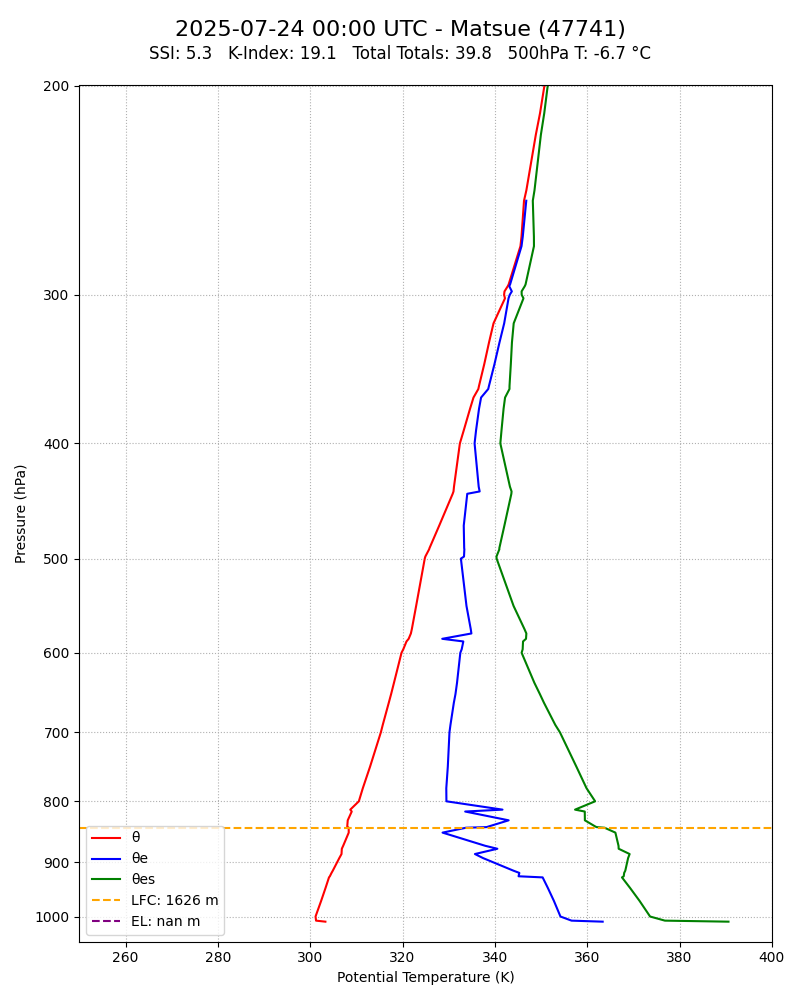 2025-07-24 00:00 UTC - Matsue (47741)
SSI: 5.3   K-Index: 19.1   Total Totals: 39.8   500hPa T: -6.7 °C
200
300
400
500
600
700
800
900
1000
Pressure (hPa)
θ
θe
θes
LFC: 1626 m
EL: nan m
260 280 300 320 340 360 380 400
Potential Temperature (K)